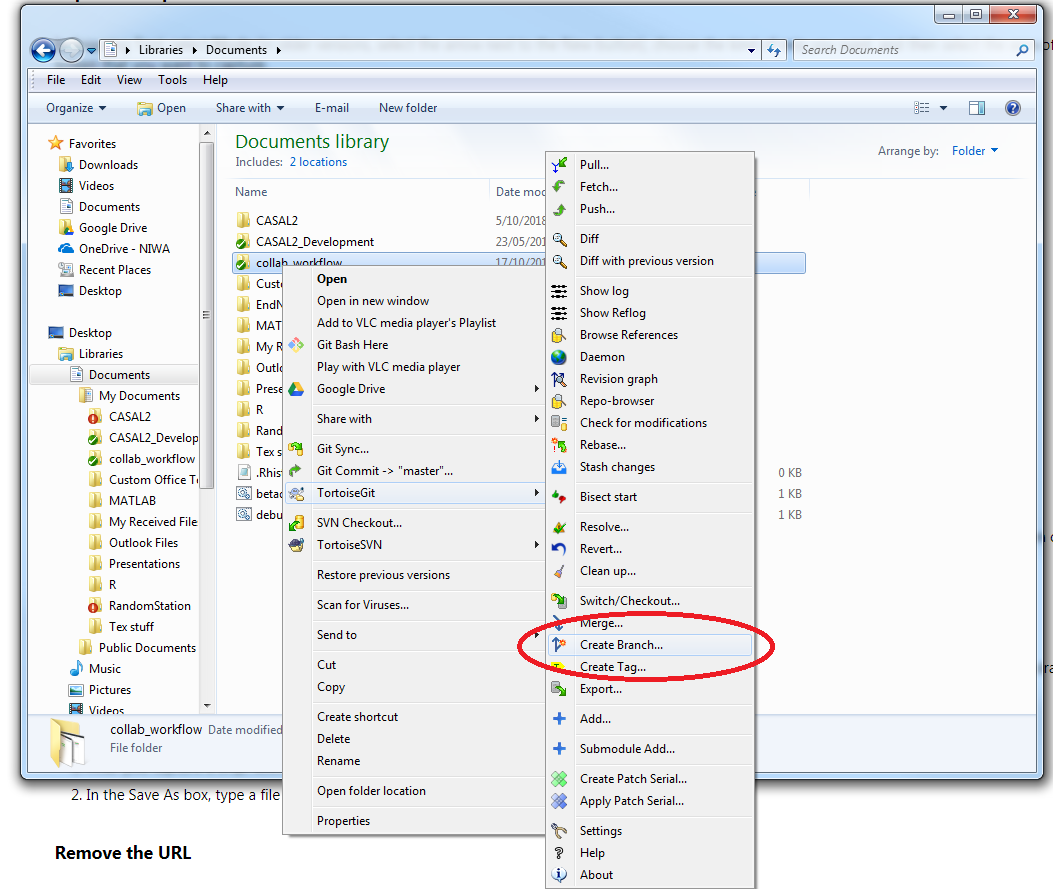 Libraries Documents
Search Documents
File Edit View Tools Help
Organize Open Share with E-mail New folder
Favorites
Downloads
Videos
Documents
Google Drive
OneDrive - NIWA
Recent Places
Desktop
Desktop
Libraries
Documents
My Documents
CASAL2
CASAL2_Develop
collab_workflow
Custom Office T
MATLAB
My Received File
Outlook Files
Presentations
R
RandomStation
Tex stuff
Public Documents
Music
Pictures
Videos
Documents library
Includes: 2 locations
Arrange by: Folder
Name Date mod
CASAL2 5/10/2018
CASAL2_Development 23/05/201
collab_workflow 17/10/201
Custo
EndN
MAT
My R
Outlo
Prese
R
Rand
Tex s
.Rhis 0 KB
betad 1 KB
debu 1 KB
Open
Open in new window
Add to VLC media player's Playlist
Git Bash Here
Play with VLC media player
Google Drive
Share with
Git Sync...
Git Commit -> "master"...
TortoiseGit
SVN Checkout...
TortoiseSVN
Restore previous versions
Scan for Viruses...
Send to
Cut
Copy
Create shortcut
Delete
Rename
Open folder location
Properties
Pull...
Fetch...
Push...
Diff
Diff with previous version
Show log
Show Reflog
Browse References
Daemon
Revision graph
Repo-browser
Check for modifications
Rebase...
Stash changes
Bisect start
Resolve...
Revert...
Clean up...
Switch/Checkout...
Merge...
Create Branch...
Create Tag...
Export...
Add...
Submodule Add...
Create Patch Serial...
Apply Patch Serial...
Settings
Help
About
collab_workflow Date modified
File folder
2. In the Save As box, type a file
Remove the URL